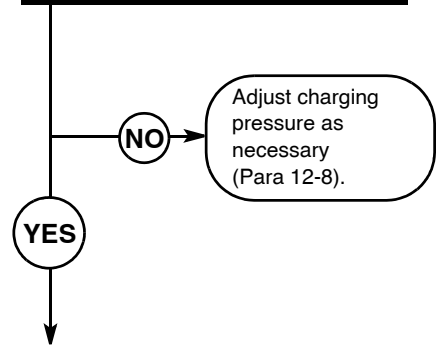 Adjust charging
pressure as
necessary
(Para 12-8).
NO
YES